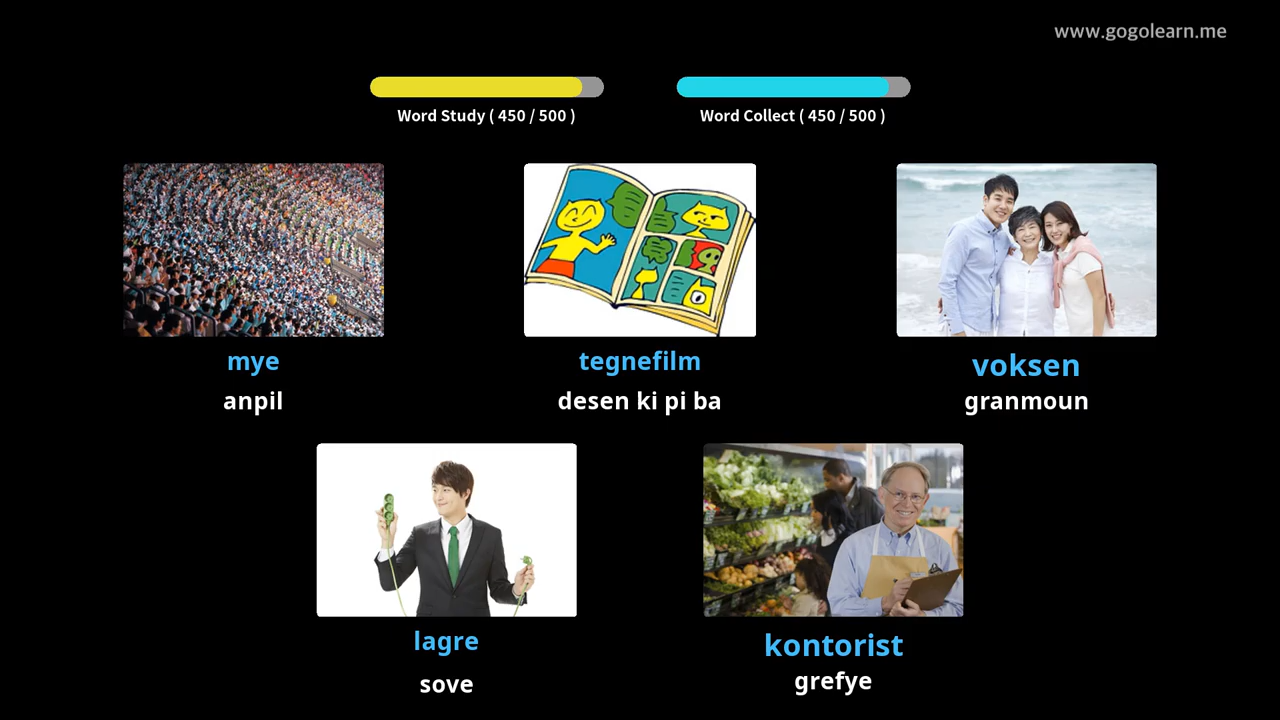 www.gogolearn.me
Word Study ( 450 / 500 )
Word Collect ( 450 / 500 )
mye
anpil
tegnefilm
desen ki pi ba
voksen
granmoun
lagre
sove
kontorist
grefye